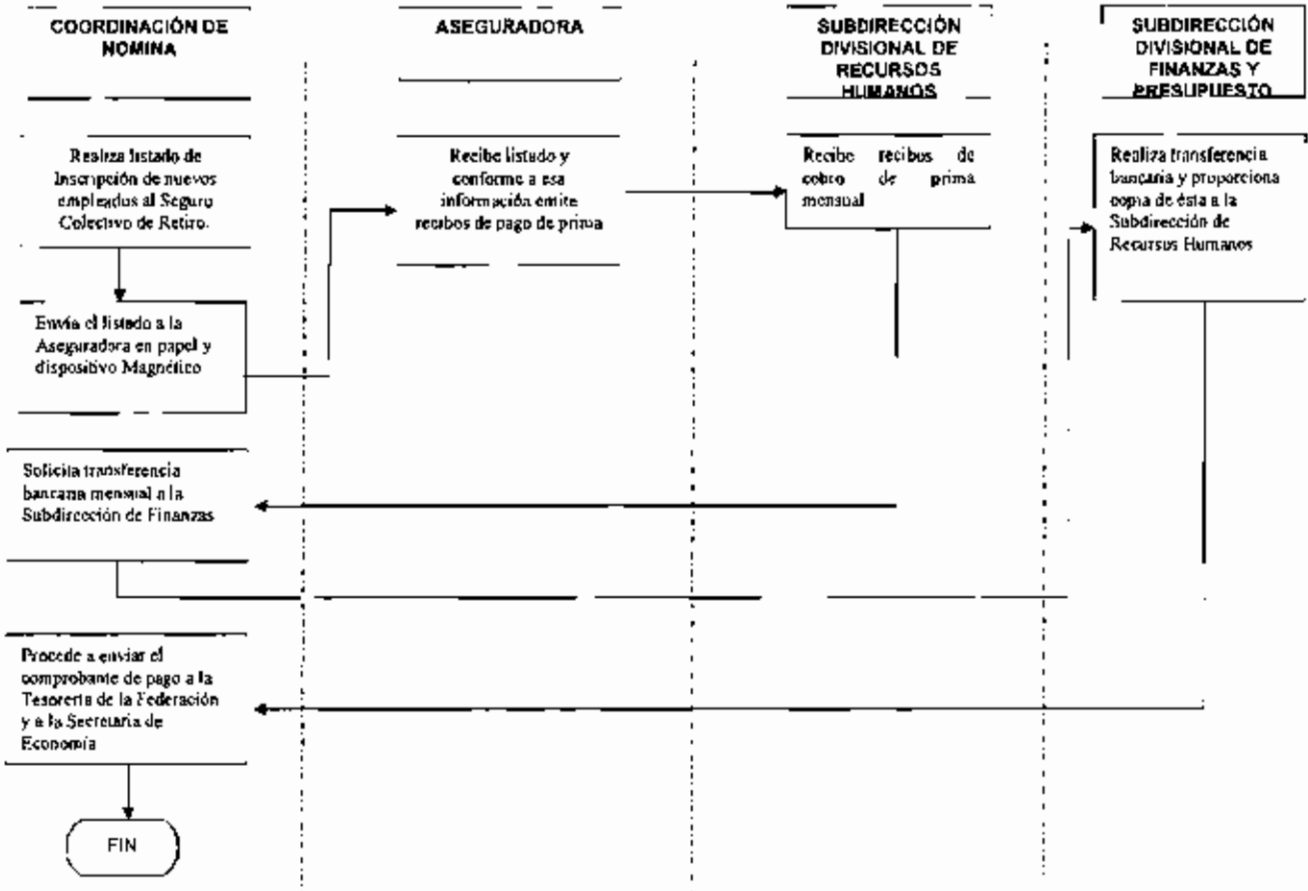 COORDINACIÓN DE
NOMINA
ASEGURADORA
SUBDIRECCIÓN
DIVISIONAL DE
RECURSOS
HUMANOS
SUBDIRECCIÓN
DIVISIONAL DE
FINANZAS Y
PRESUPUESTO
Realiza listado de
Inscripción de nuevos
empleados al Seguro
Colectivo de Retiro.
Recibe listado y
conforme a esa
información emite
recibos de pago de prima
Recibe recibos de
cobro de prima
mensual
Realiza transferencia
bancaria y proporciona
copia de ésta a la
Subdirección de
Recursos Humanos
Envía el listado a la
Aseguradora en papel y
dispositivo Magnético
Solicita transferencia
bancaria mensual a la
Subdirección de Finanzas
Procede a enviar el
comprobante de pago a la
Tesorería de la Federación
y a la Secretaría de
Economía
FIN